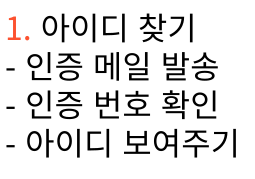 1. 아이디 찾기
- 인증 메일 발송
- 인증 번호 확인
- 아이디 보여주기